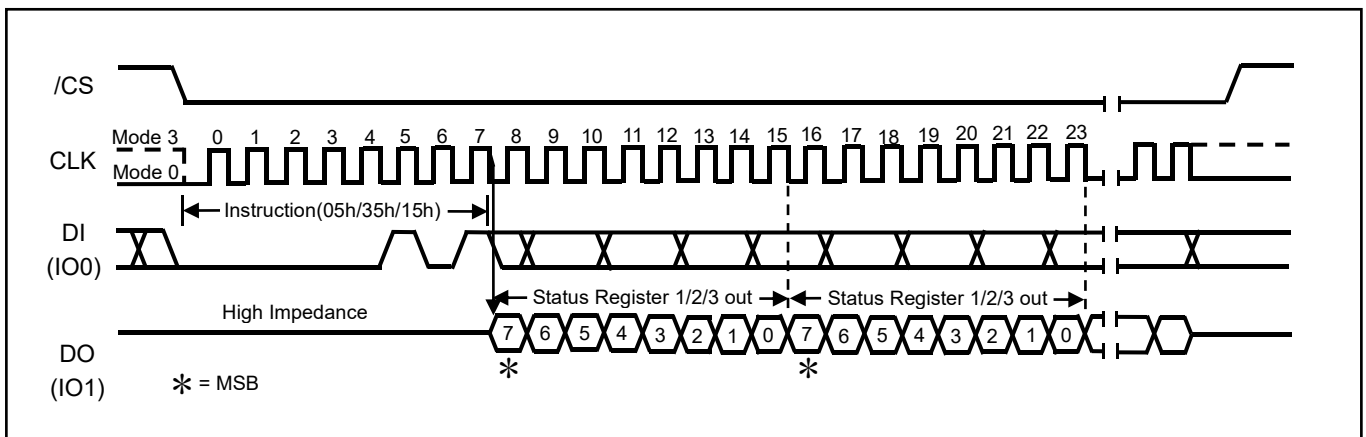 /CS
Mode 3 0 1 2 3 4 5 6 7 8 9 10 11 12 13 14 15 16 17 18 19 20 21 22 23
CLK
Mode 0
Instruction(05h/35h/15h)
DI
(IO0)
Status Register 1/2/3 out Status Register 1/2/3 out
High Impedance
7 6 5 4 3 2 1 0 7 6 5 4 3 2 1 0
DO
(IO1)
* *
* = MSB